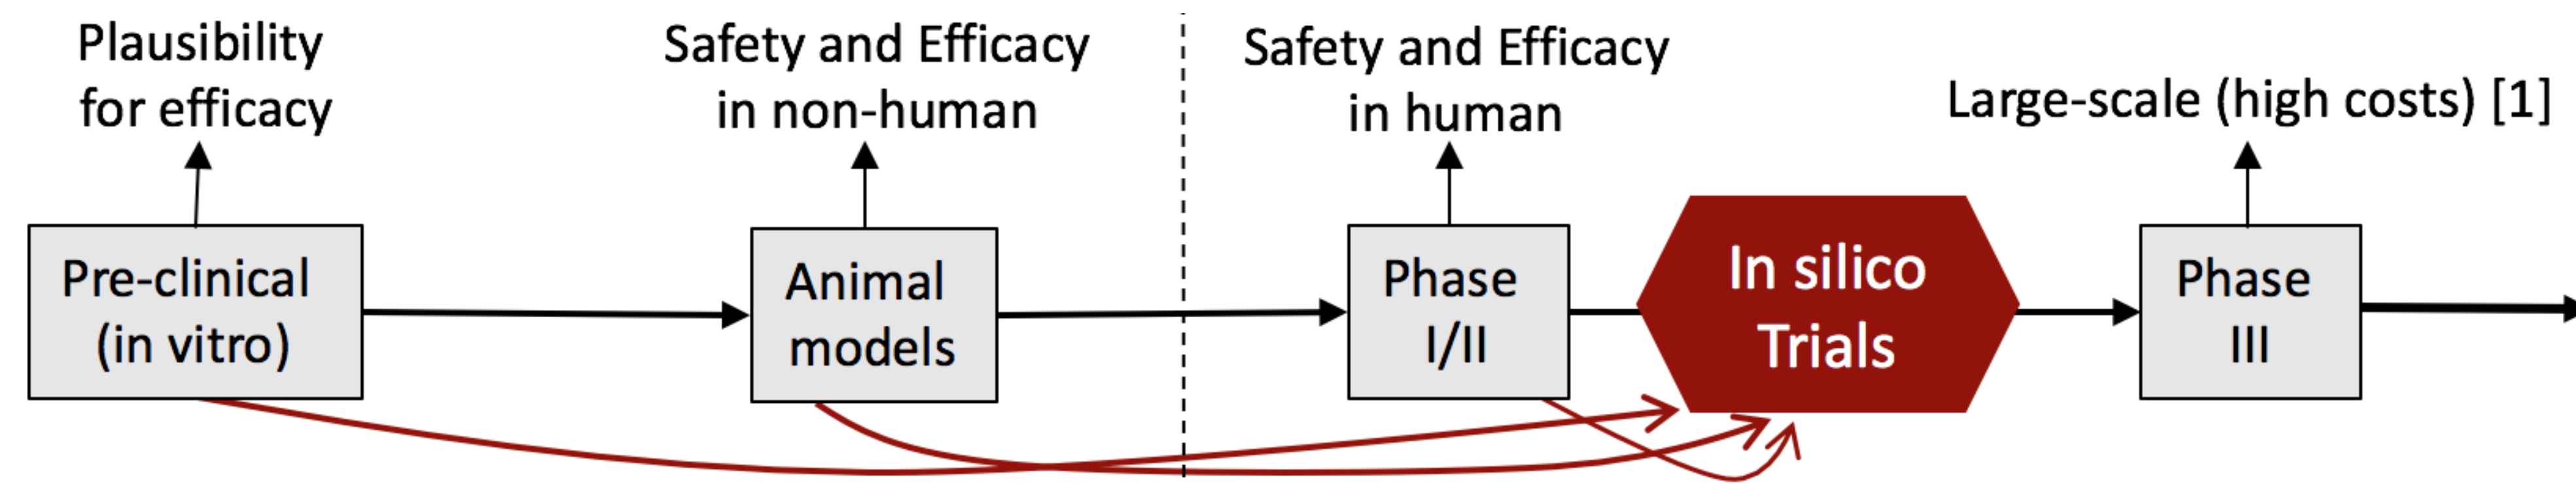 Plausibility
for efficacy
Safety and Efficacy
in non-human
Safety and Efficacy
in human
Large-scale (high costs) [1]
Pre-clinical
(in vitro)
Animal
models
Phase
I/II
In silico
Trials
Phase
III